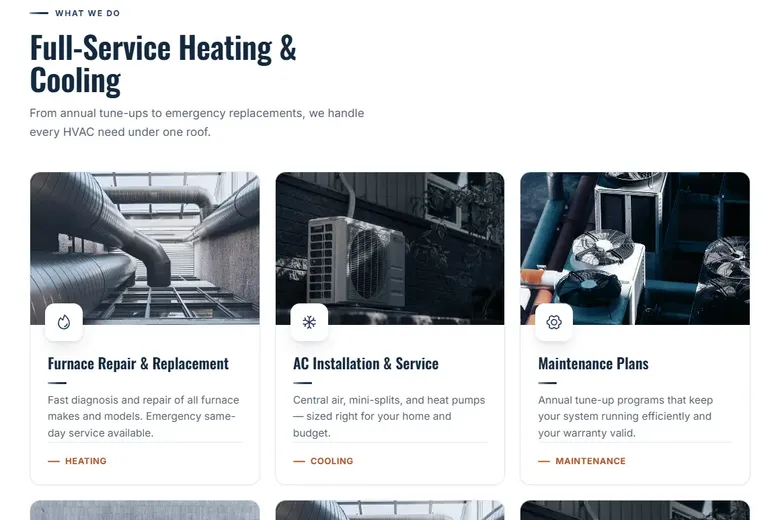 WHAT WE DO
Full-Service Heating &
Cooling
From annual tune-ups to emergency replacements, we handle
every HVAC need under one roof.
Furnace Repair & Replacement
Fast diagnosis and repair of all furnace
makes and models. Emergency same-
day service available.
HEATING
AC Installation & Service
Central air, mini-splits, and heat pumps
— sized right for your home and
budget.
COOLING
Maintenance Plans
Annual tune-up programs that keep
your system running efficiently and
your warranty valid.
MAINTENANCE